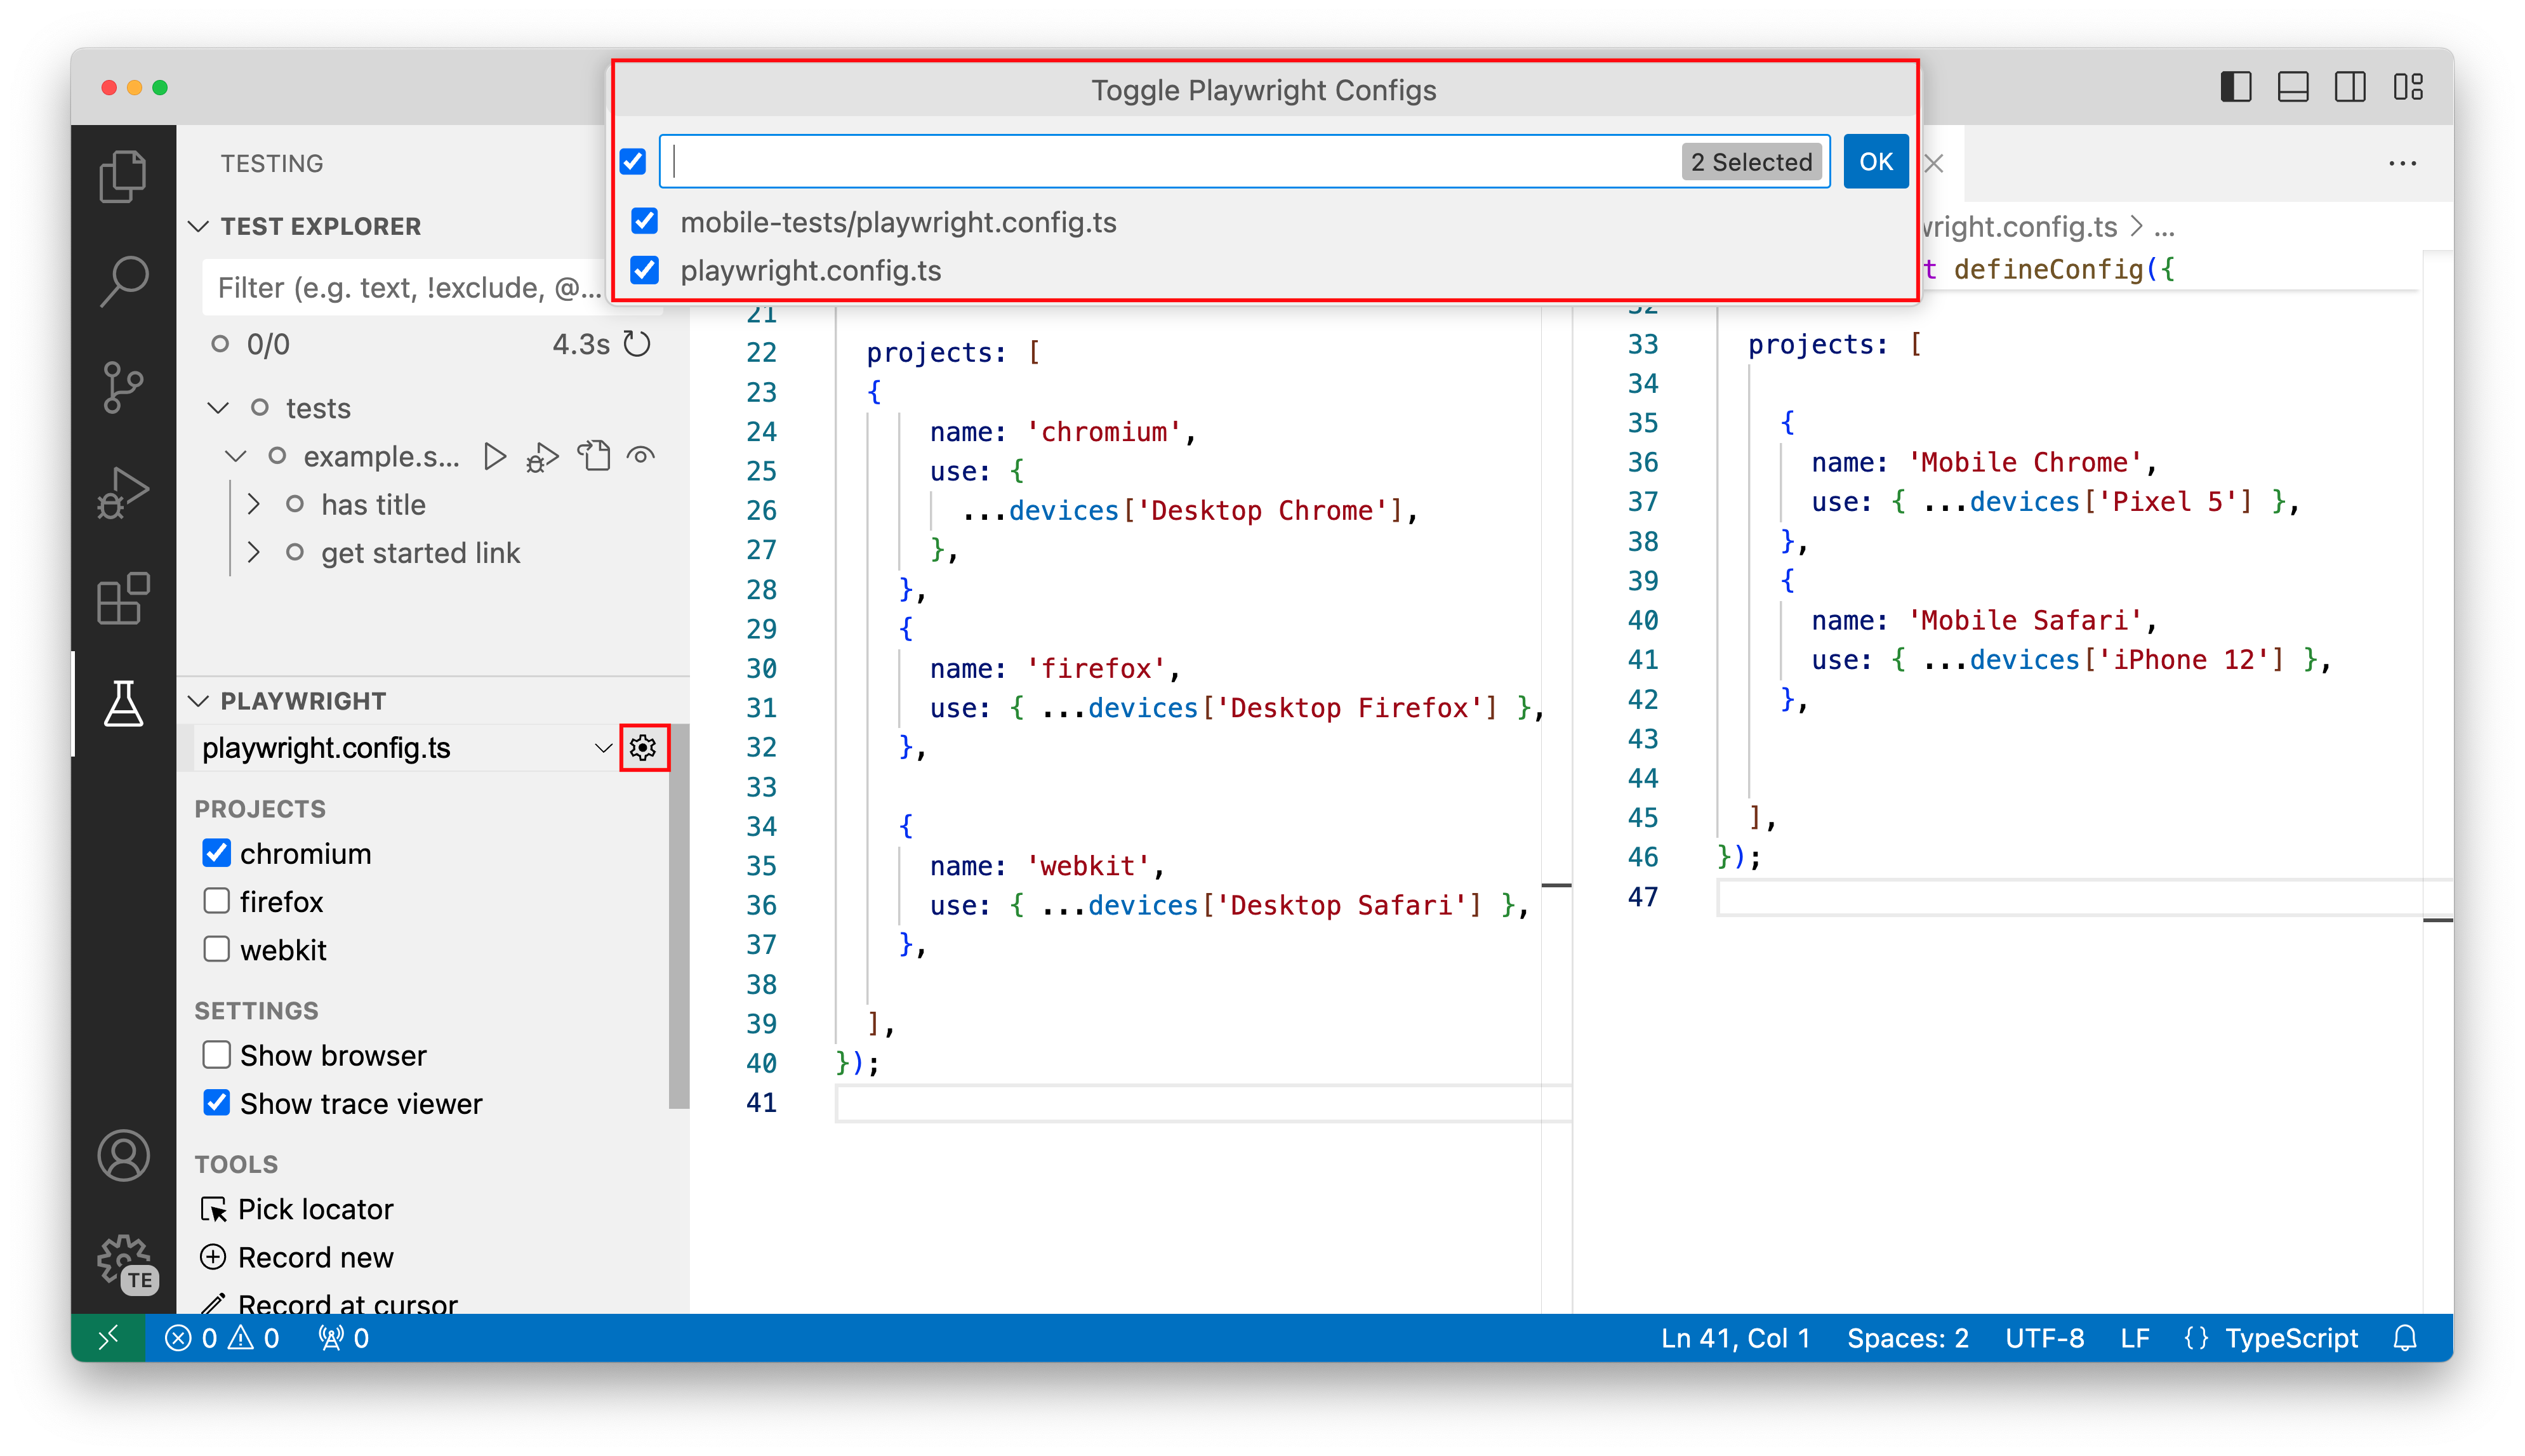 Toggle Playwright Configs
2 Selected
OK
mobile-tests/playwright.config.ts
playwright.config.ts
TESTING
TEST EXPLORER
Filter (e.g. text, !exclude, @...
0/0
4.3s
tests
example.s...
has title
get started link
PLAYWRIGHT
playwright.config.ts
PROJECTS
chromium
firefox
webkit
SETTINGS
Show browser
Show trace viewer
TOOLS
Pick locator
Record new
Record at cursor
TE
21
22 projects: [
23 {
24 name: 'chromium',
25 use: {
26 ...devices['Desktop Chrome'],
27 },
28 },
29 {
30 name: 'firefox',
31 use: { ...devices['Desktop Firefox'] },
32 },
33
34 {
35 name: 'webkit',
36 use: { ...devices['Desktop Safari'] },
37 },
38
39 ],
40 });
41
wright.config.ts > ...
t defineConfig({
32
33 projects: [
34
35 {
36 name: 'Mobile Chrome',
37 use: { ...devices['Pixel 5'] },
38 },
39 {
40 name: 'Mobile Safari',
41 use: { ...devices['iPhone 12'] },
42 },
43
44
45 ],
46 });
47
0 0 0
Ln 41, Col 1
Spaces: 2
UTF-8
LF
{} TypeScript